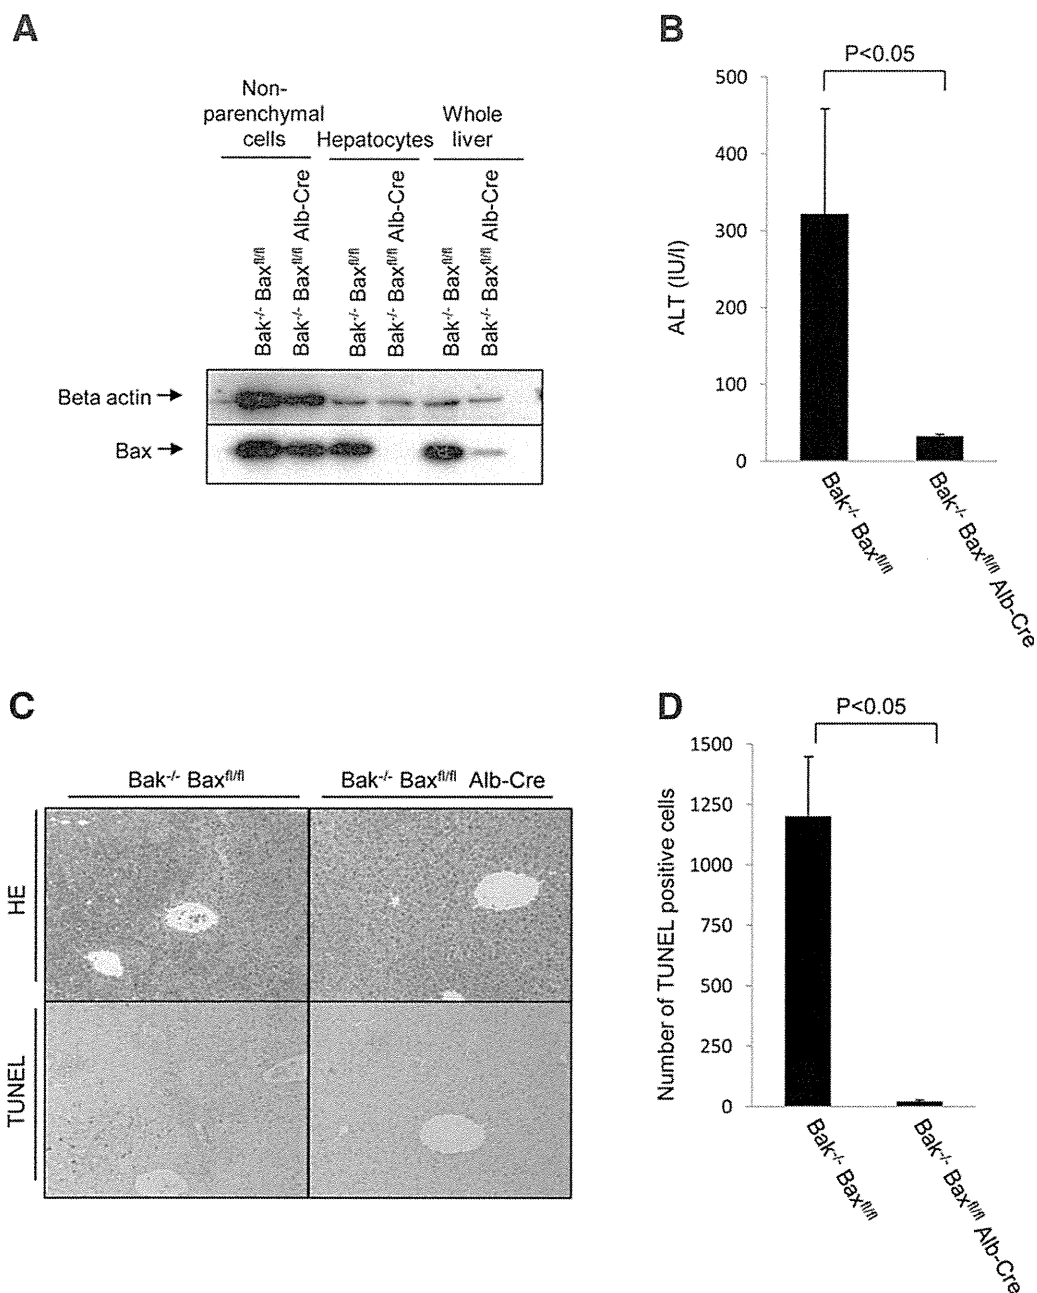 A
Non-
parenchymal
cells
Hepatocytes
Whole
liver
Bak-/- Baxfl/fl
Bak-/- Baxfl/fl Alb-Cre
Bak-/- Baxfl/fl
Bak-/- Baxfl/fl Alb-Cre
Bak-/- Baxfl/fl
Bak-/- Baxfl/fl Alb-Cre
Beta actin
Bax
B
P<0.05
500
400
300
200
100
0
ALT (IU/l)
Bak-/- Baxfl/fl
Bak-/- Baxfl/fl Alb-Cre
C
Bak-/- Baxfl/fl
Bak-/- Baxfl/fl Alb-Cre
HE
TUNEL
D
P<0.05
1500
1250
1000
750
500
250
0
Number of TUNEL positive cells
Bak-/- Baxfl/fl
Bak-/- Baxfl/fl Alb-Cre